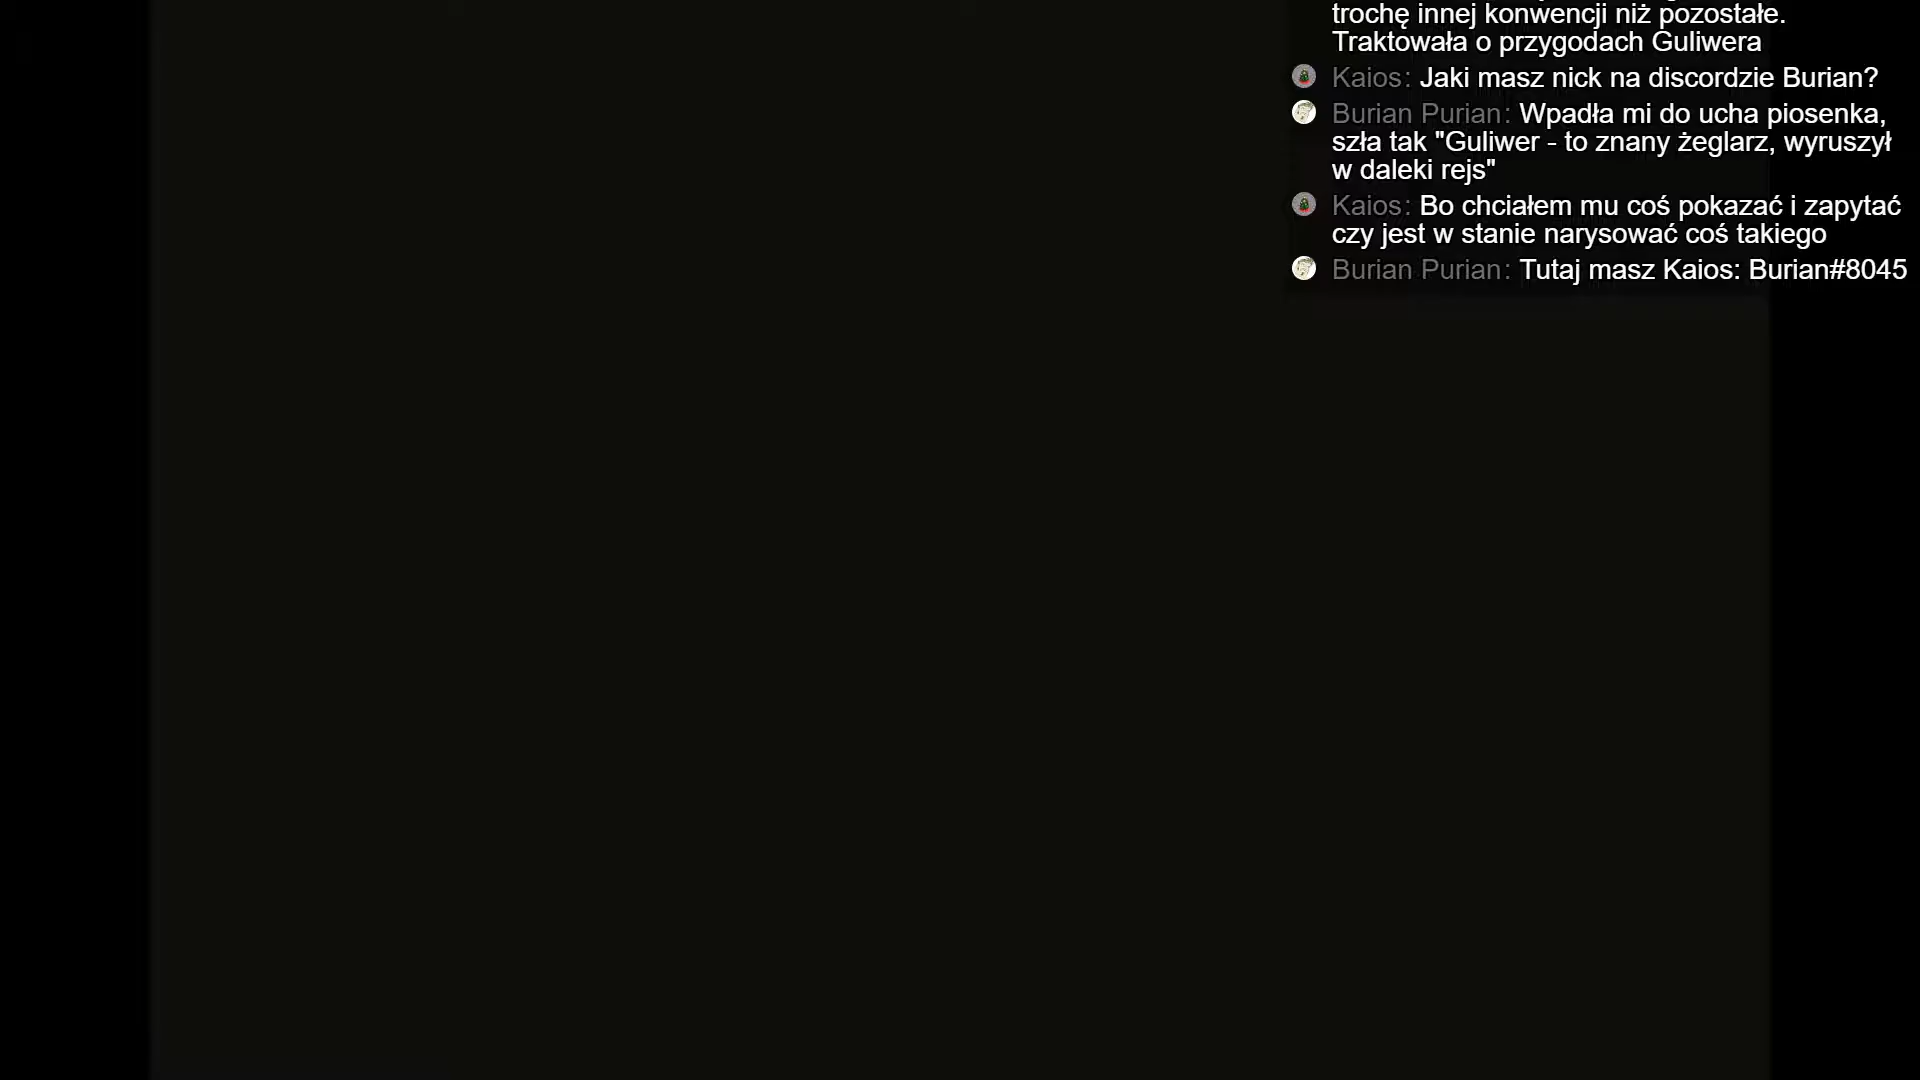 trochę innej konwencji niż pozostałe.
Traktowała o przygodach Guliwera
Kaios: Jaki masz nick na discordzie Burian?
Burian Purian: Wpadła mi do ucha piosenka,
szła tak "Guliwer - to znany żeglarz, wyruszył
w daleki rejs"
Kaios: Bo chciałem mu coś pokazać i zapytać
czy jest w stanie narysować coś takiego
Burian Purian: Tutaj masz Kaios: Burian#8045